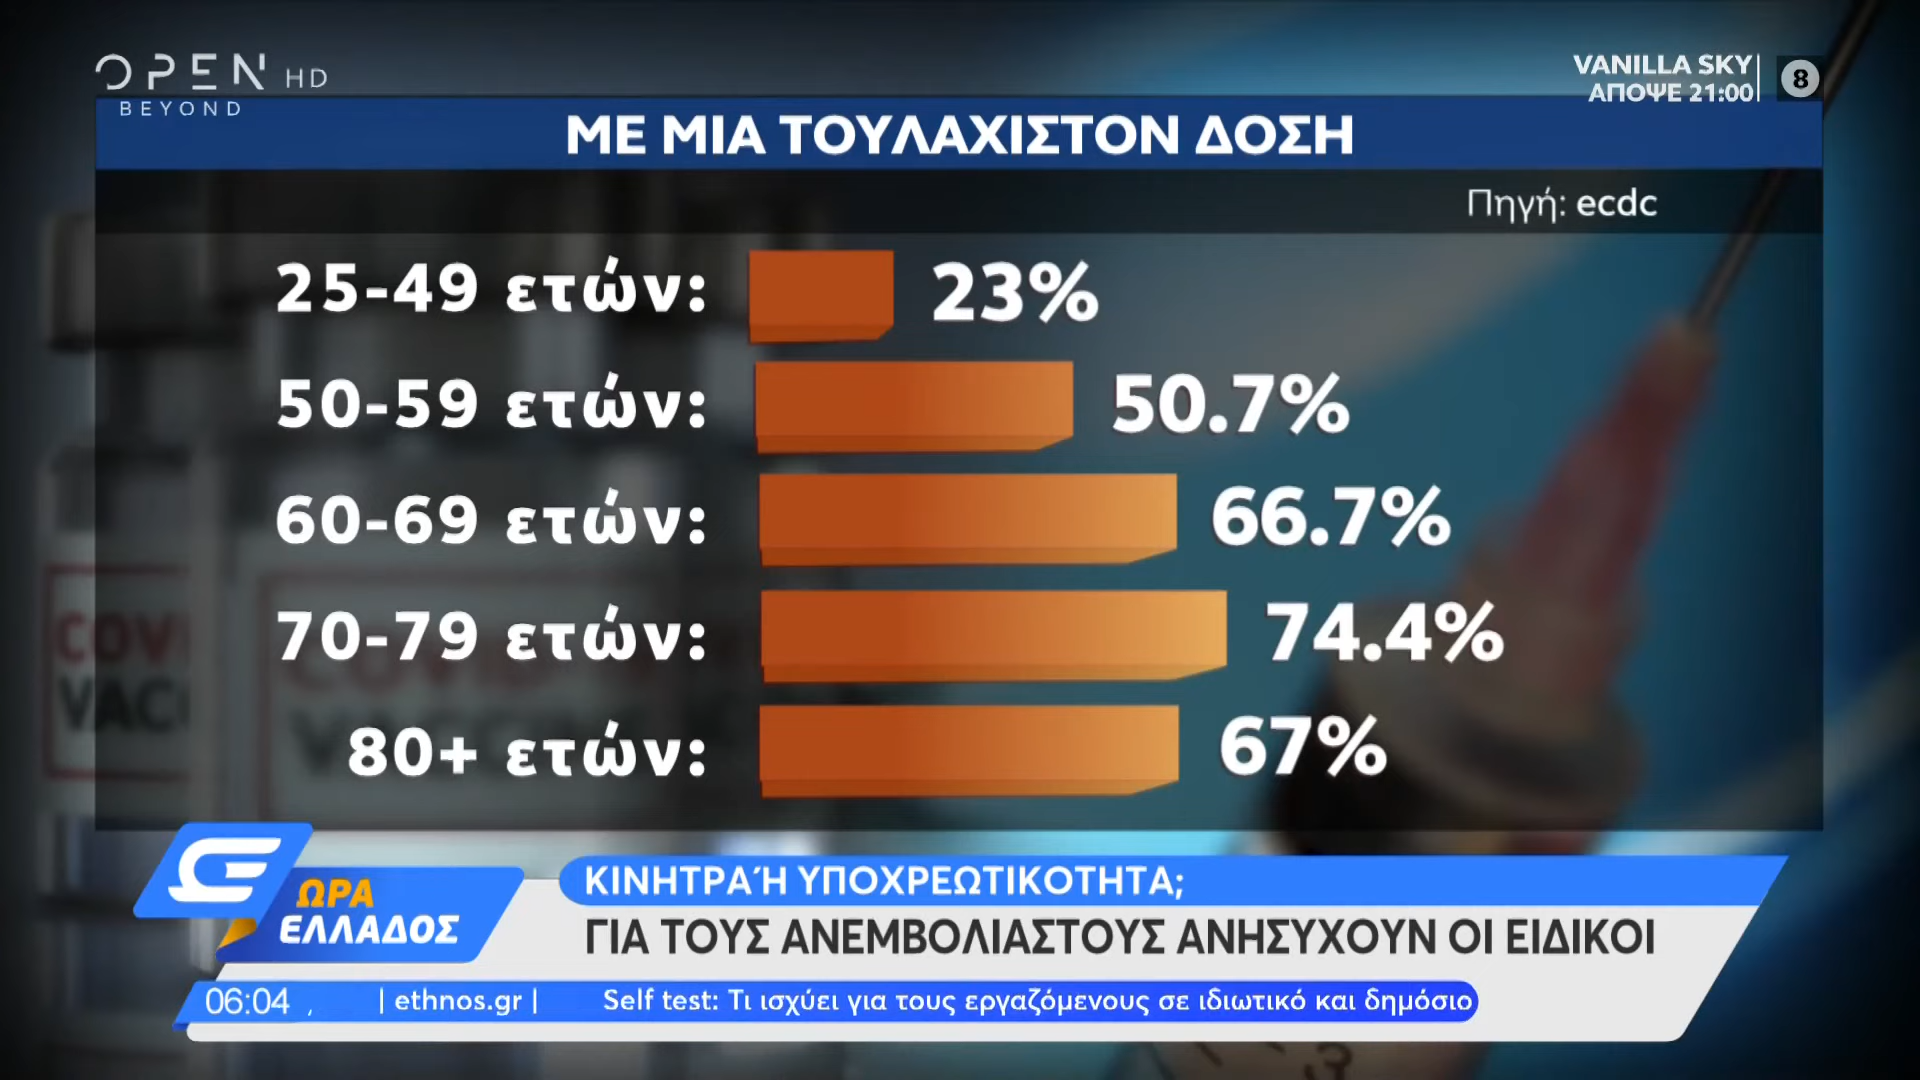 OPEN HD
BEYOND
VANILLA SKY
ΑΠΟΨΕ 21:00
8
ΜΕ ΜΙΑ ΤΟΥΛΑΧΙΣΤΟΝ ΔΟΣΗ
Πηγή: ecdc
25-49 ετών: 23%
50-59 ετών: 50.7%
60-69 ετών: 66.7%
70-79 ετών: 74.4%
80+ ετών: 67%
COV
VAC
ΩΡΑ
ΕΛΛΑΔΟΣ
ΚΙΝΗΤΡΑ Ή ΥΠΟΧΡΕΩΤΙΚΟΤΗΤΑ;
ΓΙΑ ΤΟΥΣ ΑΝΕΜΒΟΛΙΑΣΤΟΥΣ ΑΝΗΣΥΧΟΥΝ ΟΙ ΕΙΔΙΚΟΙ
06:04 | ethnos.gr | Self test: Τι ισχύει για τους εργαζόμενους σε ιδιωτικό και δημόσιο